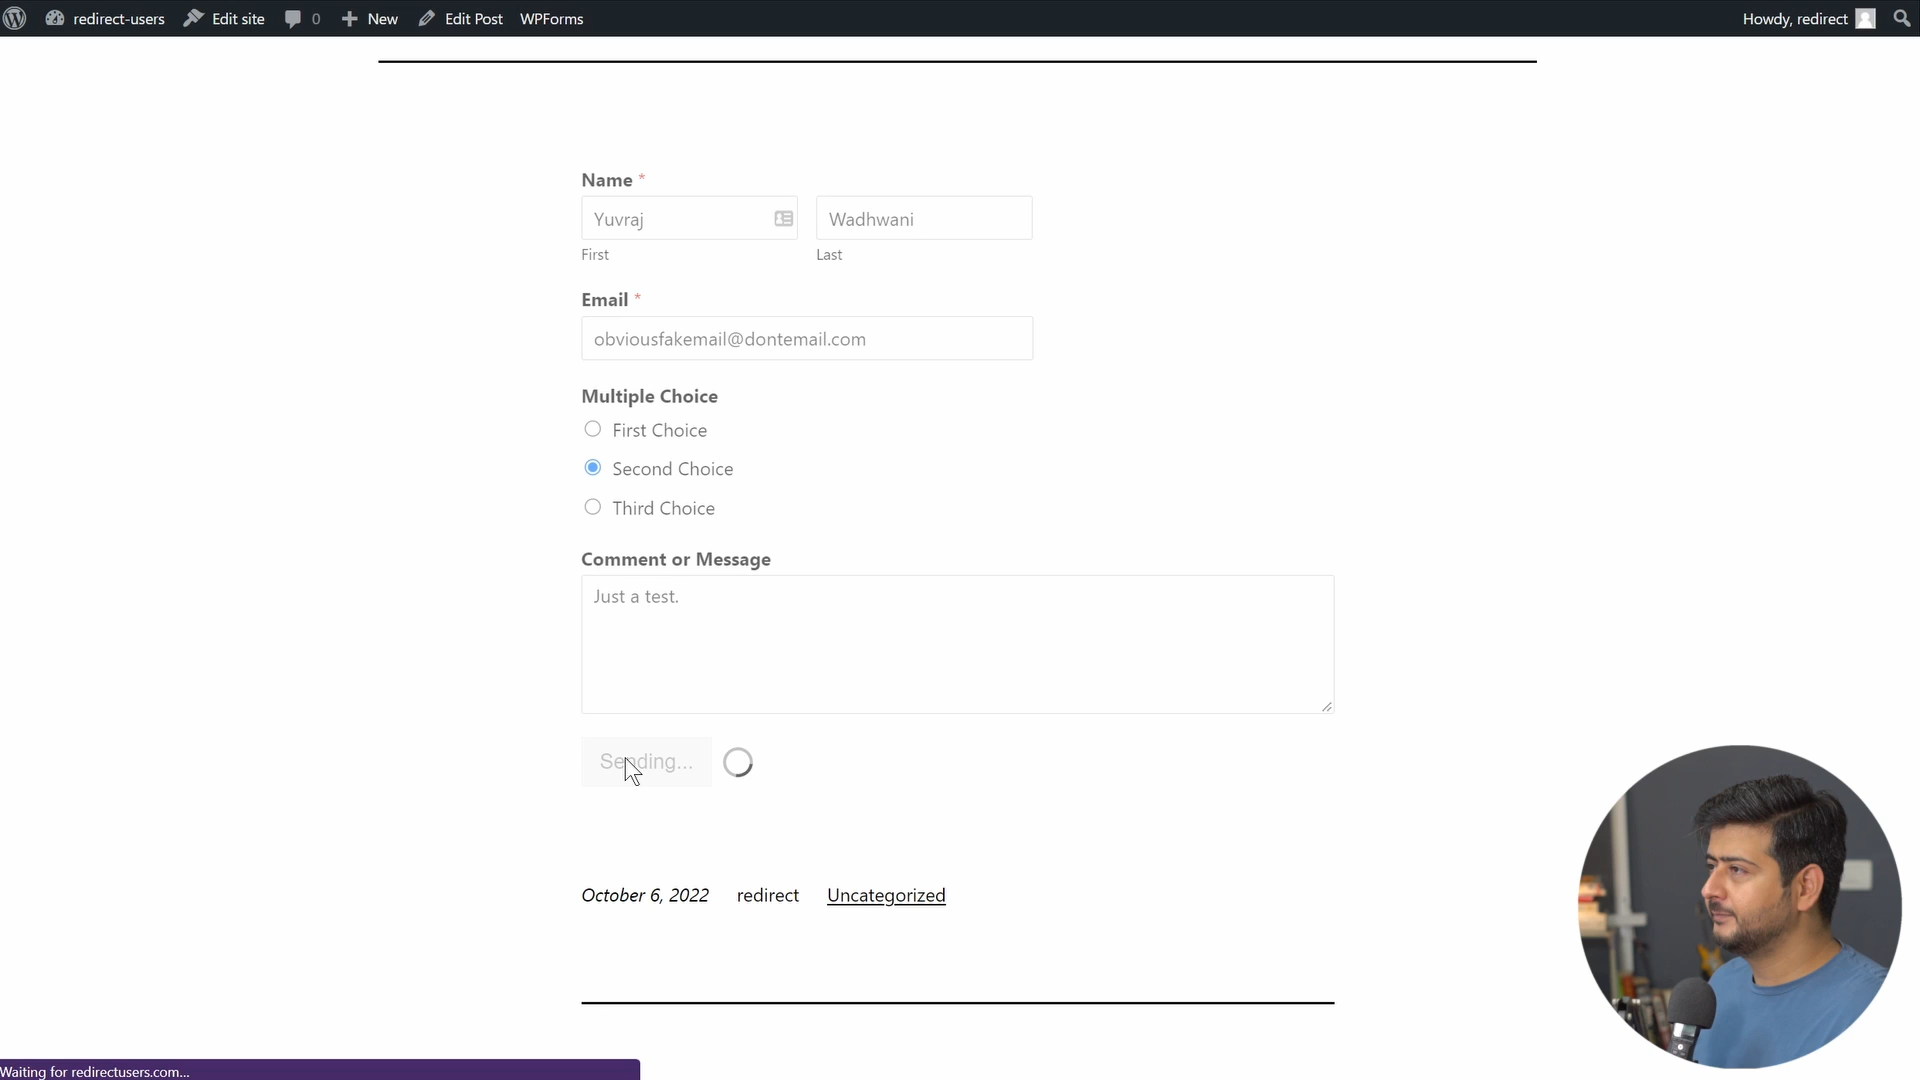 redirect-users Edit site 0 New Edit Post WPForms Howdy, redirect
Name *
Yuvraj Wadhwani
First Last
Email *
obviousfakemail@dontemail.com
Multiple Choice
First Choice
Second Choice
Third Choice
Comment or Message
Just a test.
Sending...
October 6, 2022 redirect Uncategorized
Waiting for redirectusers.com...